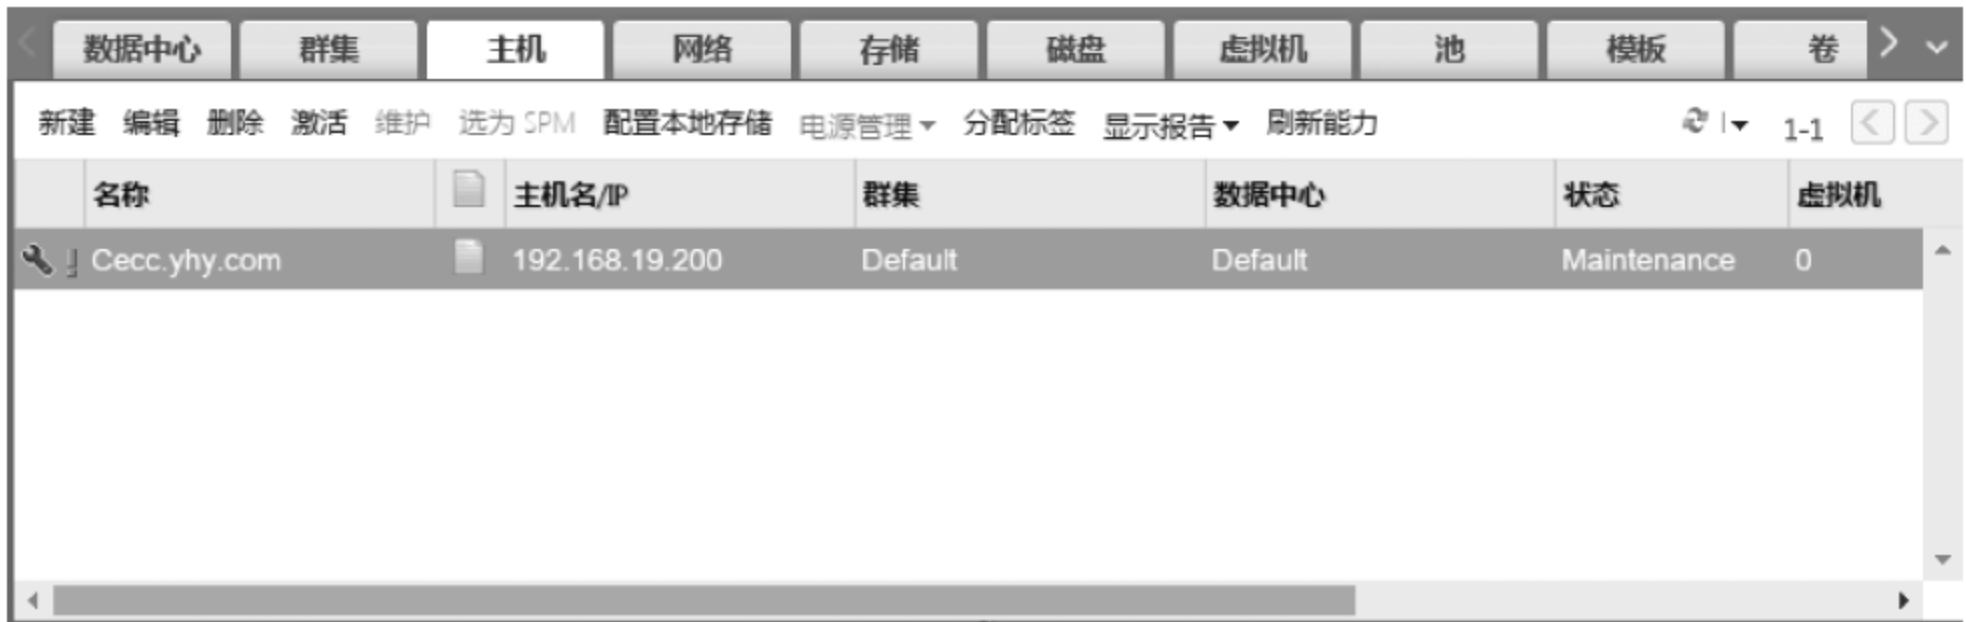 数据中心 群集 主机 网络 存储 磁盘 虚拟机 池 模板 卷
新建 编辑 删除 激活 维护 选为 SPM 配置本地存储 电源管理 分配标签 显示报告 刷新能力 1-1
名称 主机名/IP 群集 数据中心 状态 虚拟机
Cecc.yhy.com 192.168.19.200 Default Default Maintenance 0